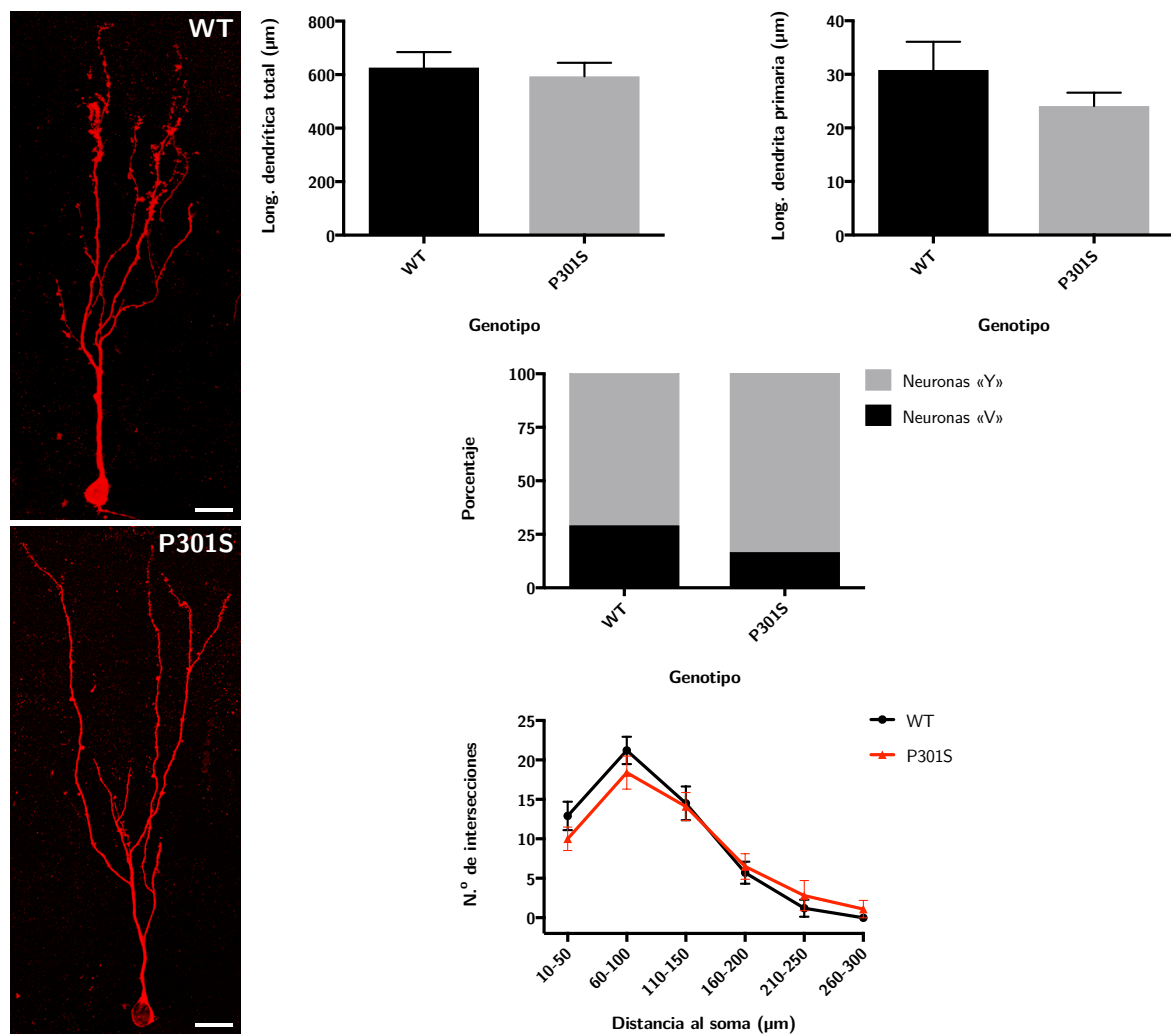 WT
P301S
Long. dendrítica total (µm)
800
600
400
200
0
WT
P301S
Genotipo
Long. dendrita primaria (µm)
40
30
20
10
0
WT
P301S
Genotipo
Porcentaje
100
75
50
25
0
WT
P301S
Genotipo
Neuronas «Y»
Neuronas «V»
N.º de intersecciones
25
20
15
10
5
0
10-50
60-100
110-150
160-200
210-250
260-300
Distancia al soma (µm)
WT
P301S